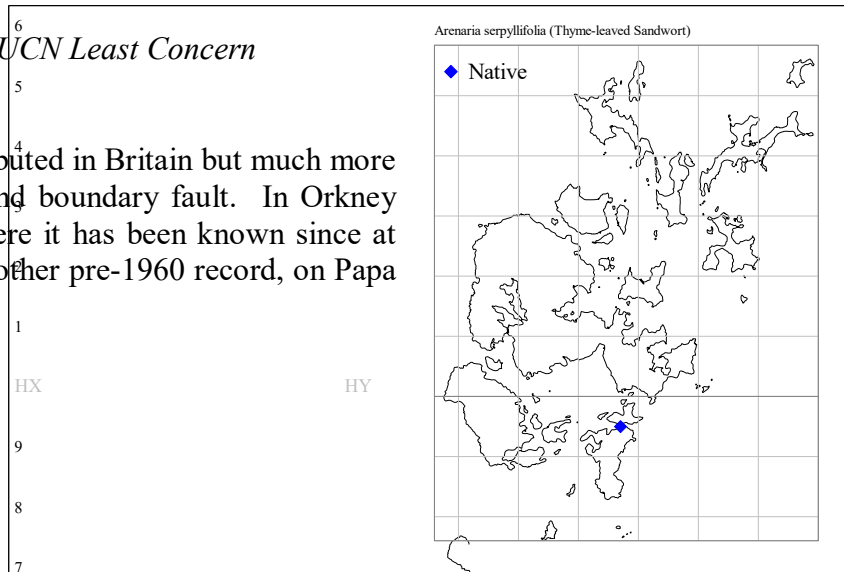 Arenaria serpyllifolia (Thyme-leaved Sandwort)
Native
UCN Least Concern
buted in Britain but much more
nd boundary fault. In Orkney
ere it has been known since at
other pre-1960 record, on Papa
6
5
4
3
2
1
HX HY
9
8
7